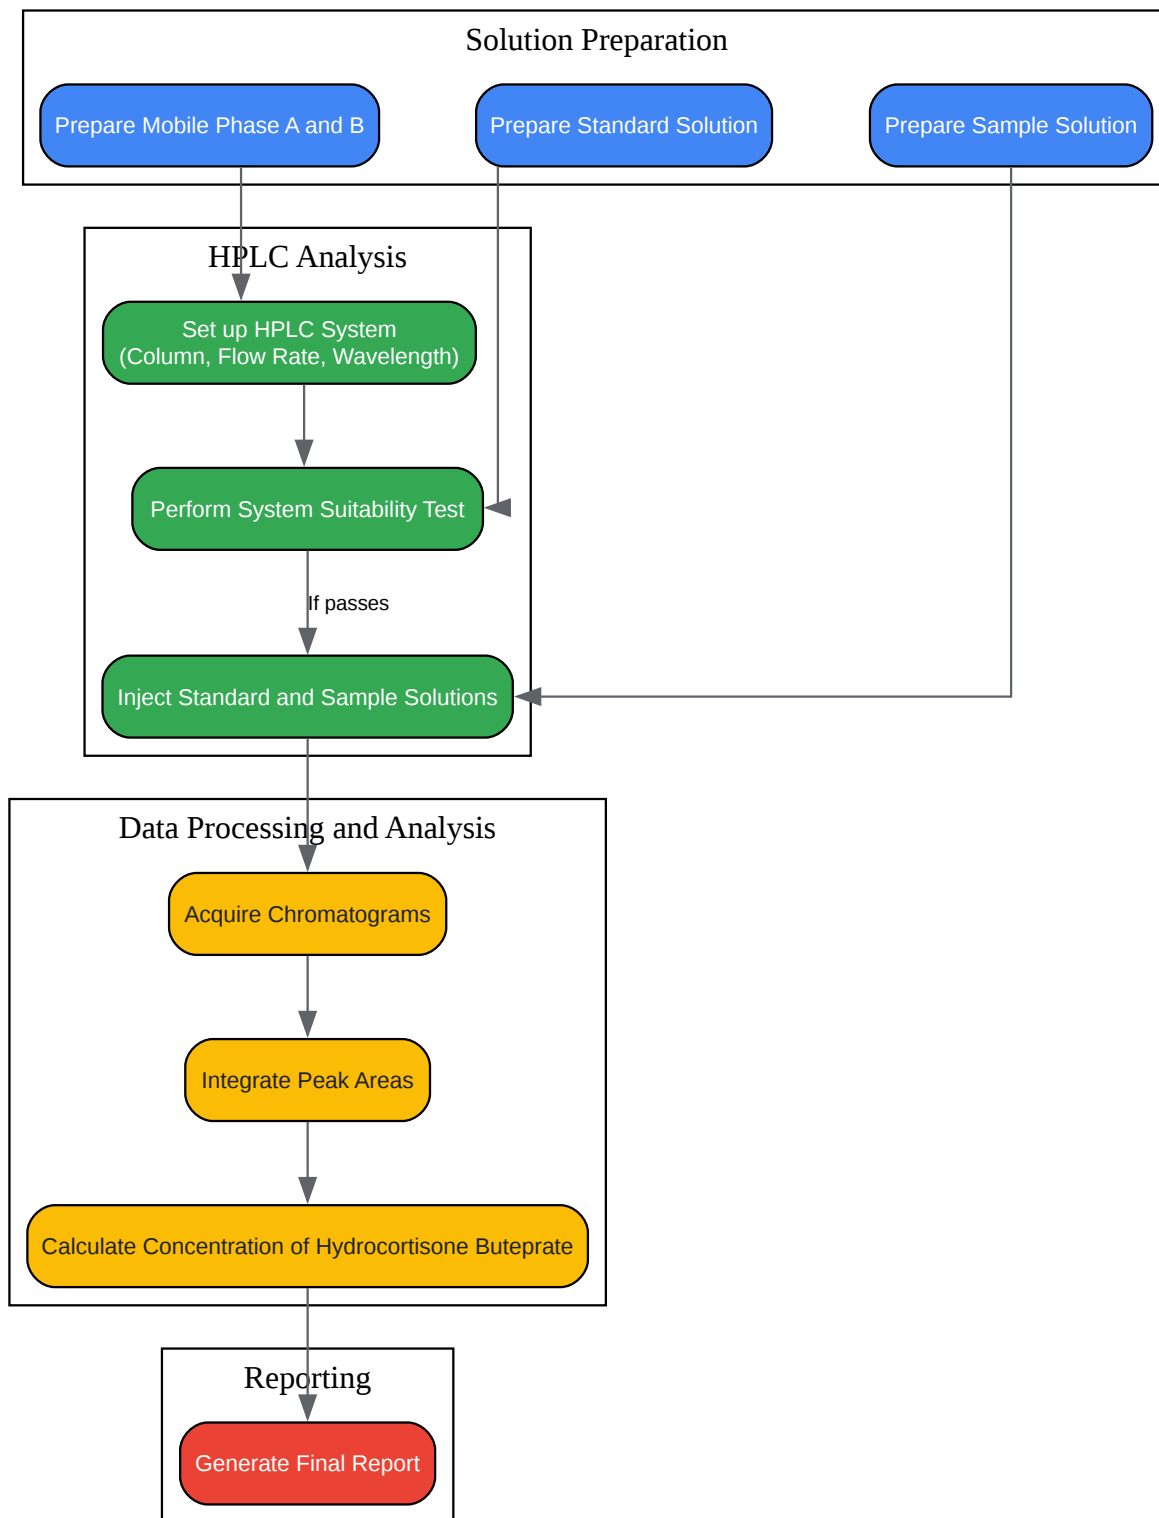 Solution Preparation
Prepare Mobile Phase A and B
Prepare Standard Solution
Prepare Sample Solution
HPLC Analysis
Set up HPLC System
(Column, Flow Rate, Wavelength)
Perform System Suitability Test
If passes
Inject Standard and Sample Solutions
Data Processing and Analysis
Acquire Chromatograms
Integrate Peak Areas
Calculate Concentration of Hydrocortisone Buteprate
Reporting
Generate Final Report